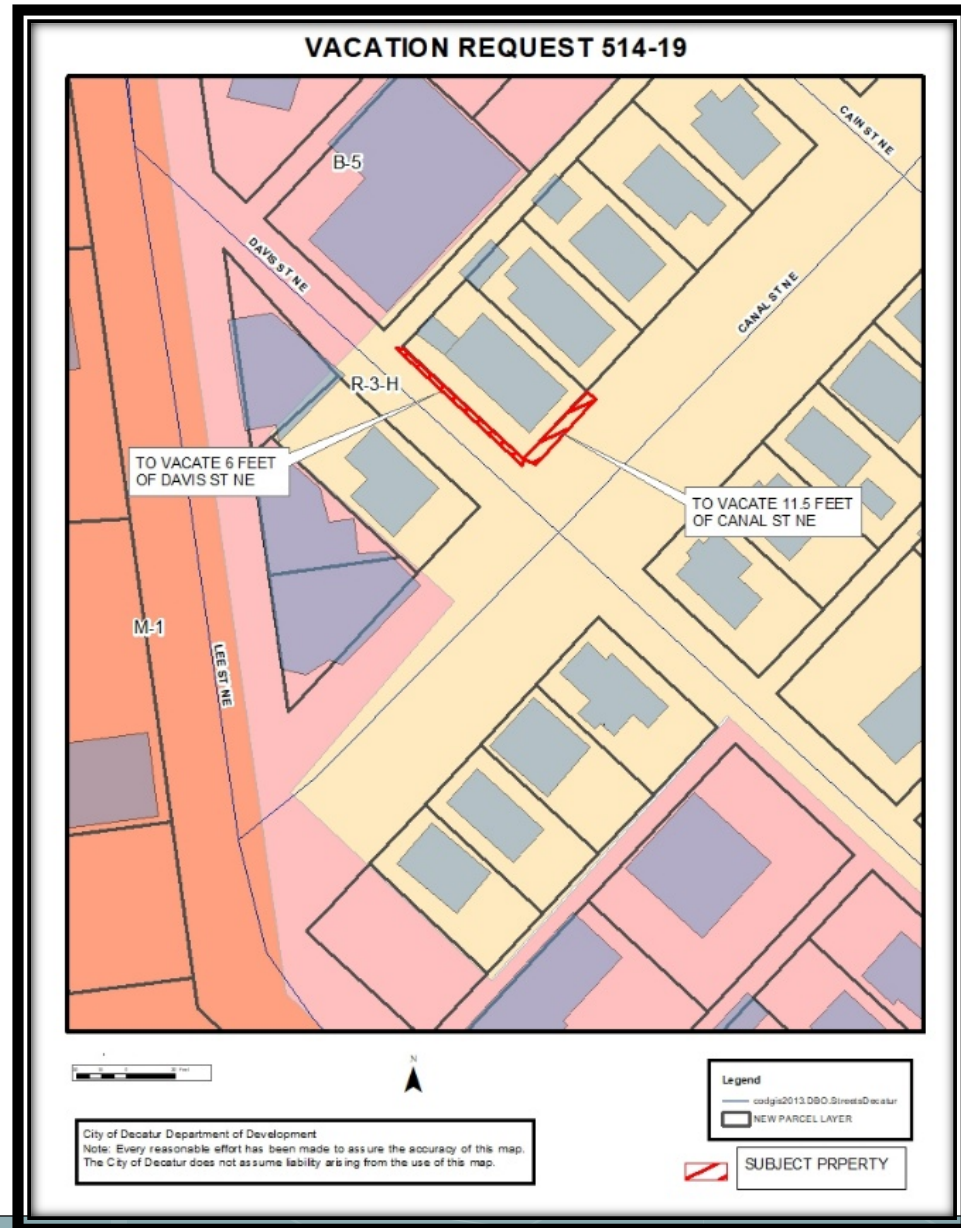 VACATION REQUEST 514-19
CAIN ST NE
B-5
DAVIS ST NE
CANAL ST NE
R-3-H
TO VACATE 6 FEET
OF DAVIS ST NE
TO VACATE 11.5 FEET
OF CANAL ST NE
M-1
LEE ST NE
N
Legend
codgis2013.DBO.StreetsDecatur
NEW PARCEL LAYER
City of Decatur Department of Development
Note: Every reasonable effort has been made to assure the accuracy of this map.
The City of Decatur does not assume liability arising from the use of this map.
SUBJECT PRPERTY